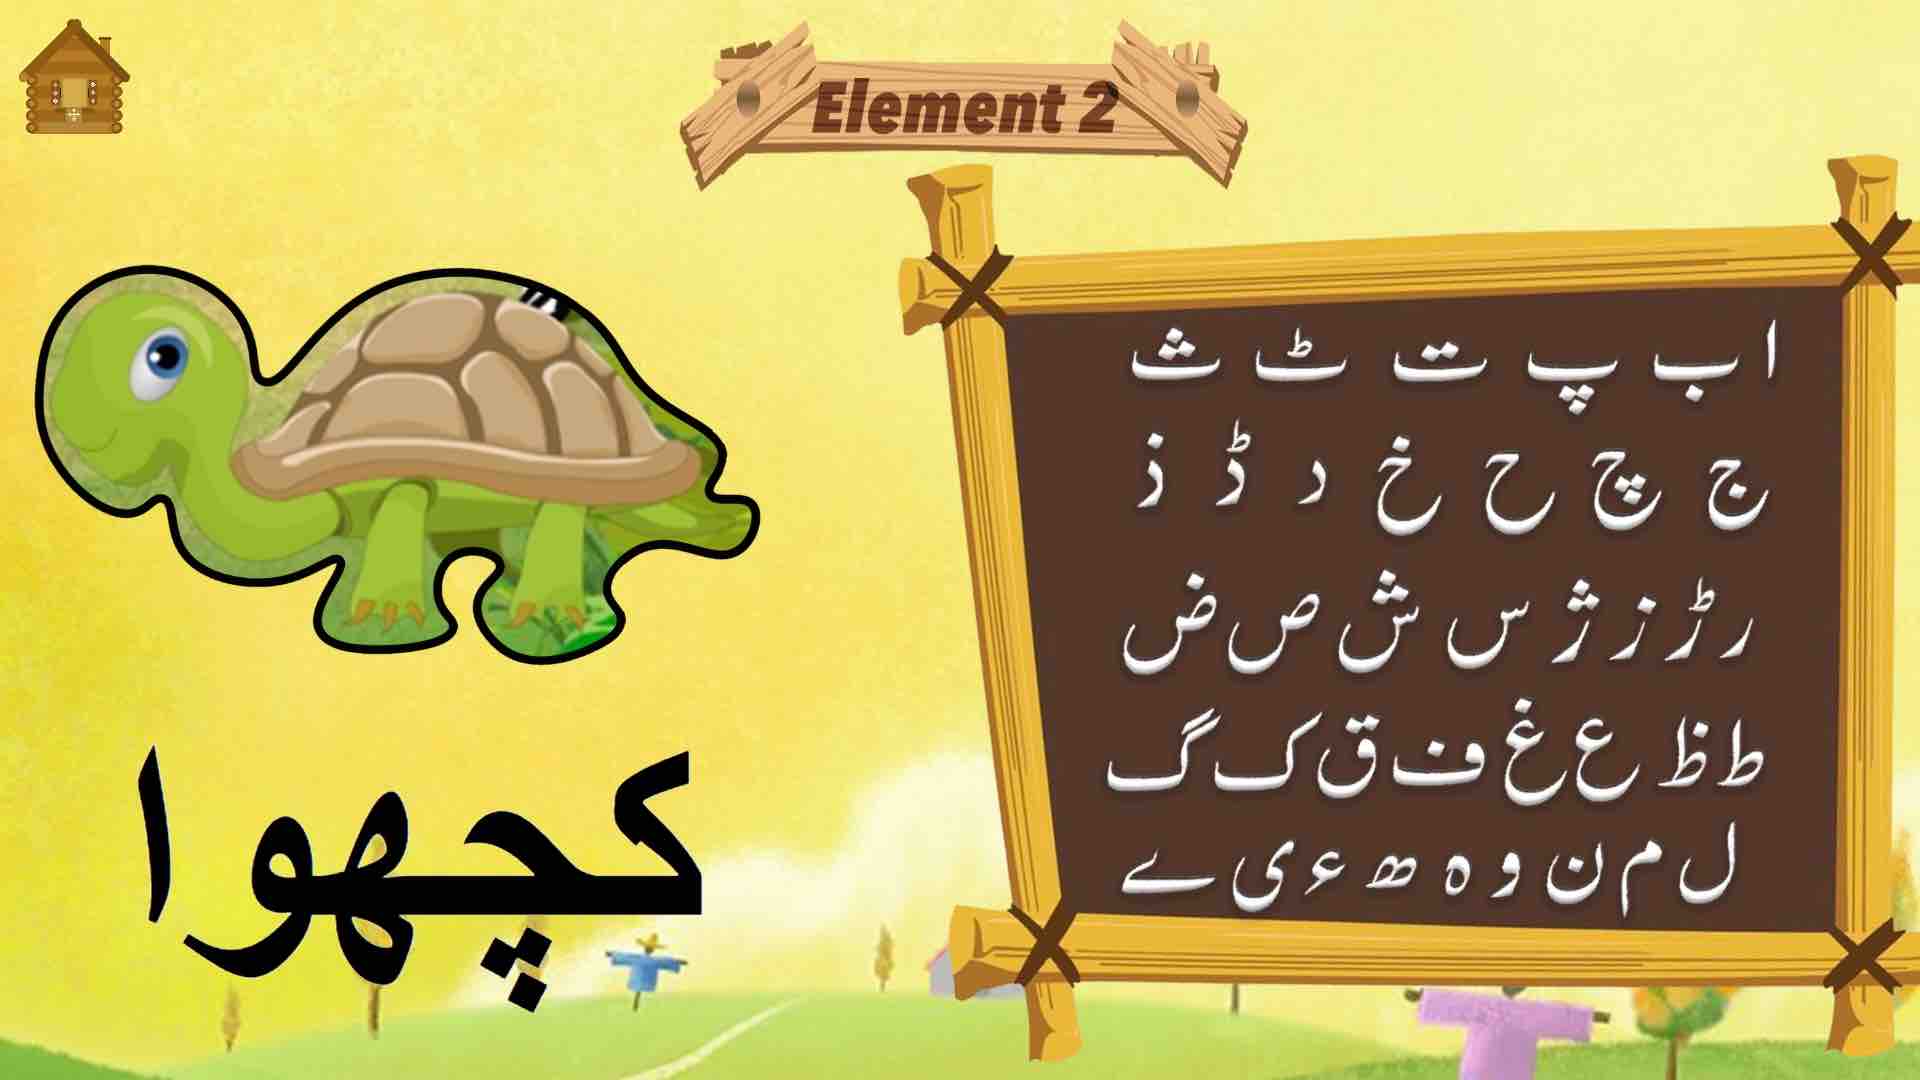 Element 2
ا ب پ ت ٹ ث
ج چ ح خ د ڈ ذ
ر ڑ ز ژ س ش ص ض
ط ظ ع غ ف ق ک گ
ل م ن و ہ ھ ء ی ے
کچھوا